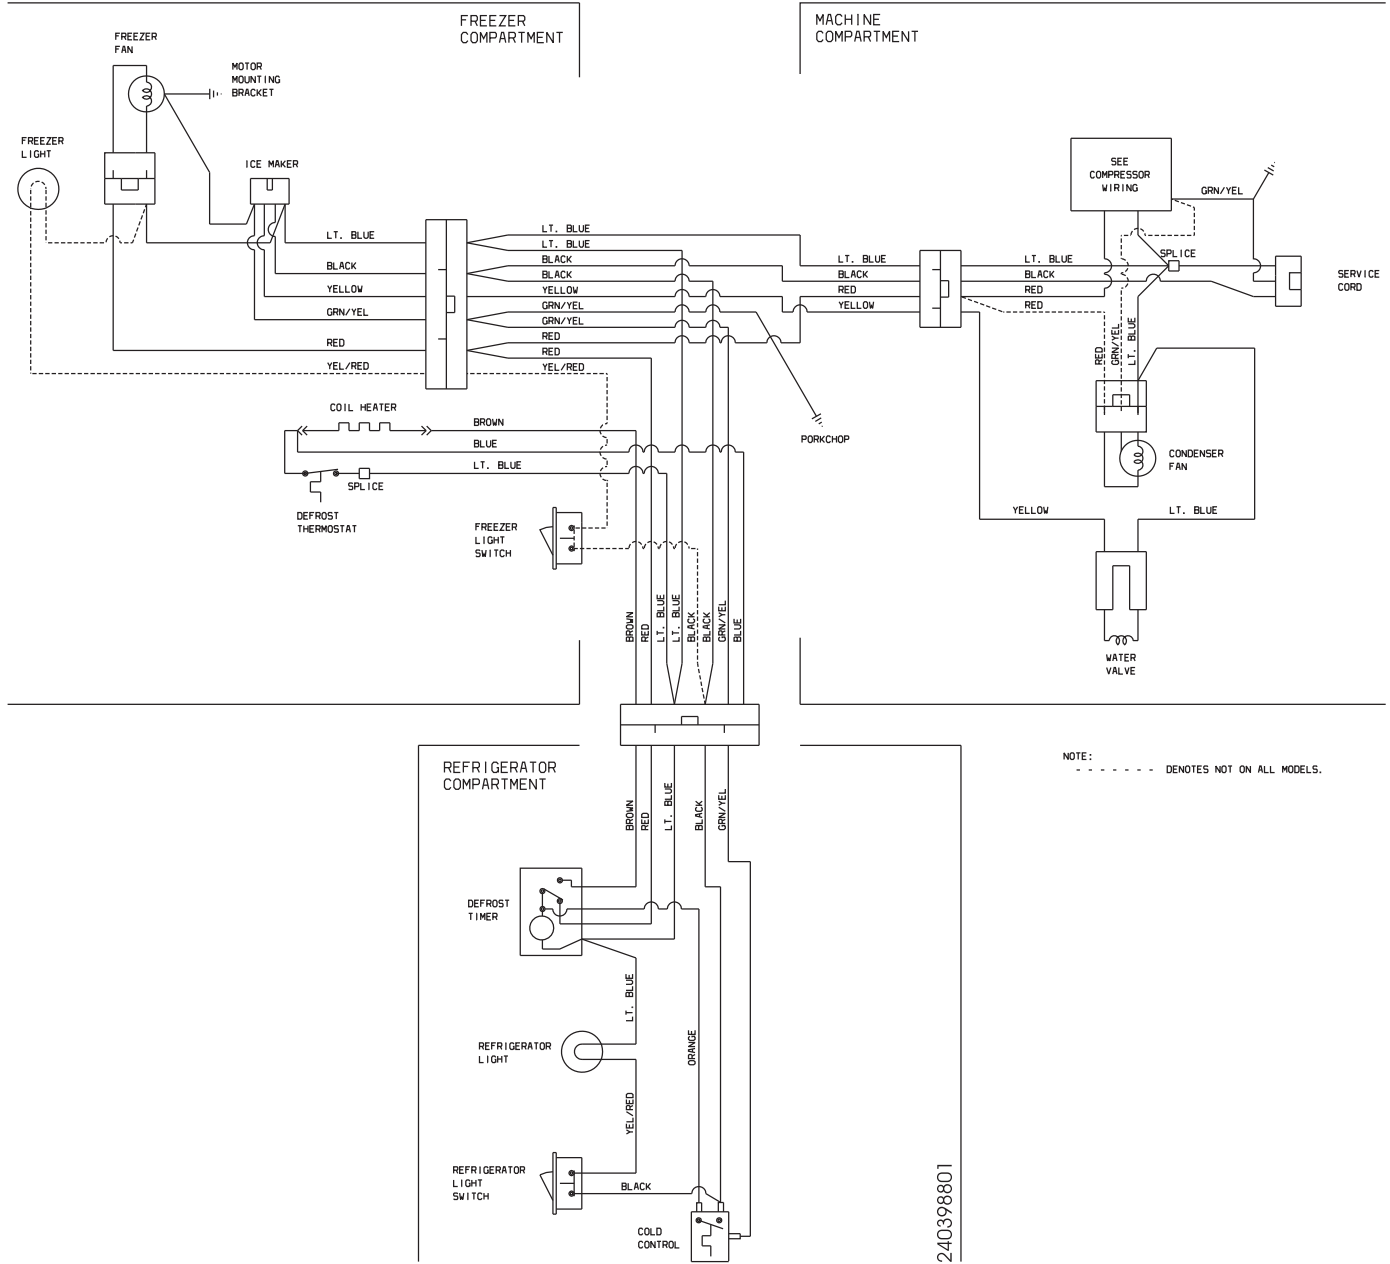 FREEZER
COMPARTMENT
MACHINE
COMPARTMENT
FREEZER
FAN
MOTOR
MOUNTING
BRACKET
FREEZER
LIGHT
ICE MAKER
SEE
COMPRESSOR
WIRING
GRN/YEL
LT. BLUE
BLACK
YELLOW
GRN/YEL
RED
YEL/RED
LT. BLUE
LT. BLUE
BLACK
BLACK
YELLOW
GRN/YEL
GRN/YEL
RED
RED
YEL/RED
LT. BLUE
BLACK
RED
YELLOW
LT. BLUE
BLACK
RED
RED
SPLICE
SERVICE
CORD
RED
GRN/YEL
LT. BLUE
COIL HEATER
BROWN
BLUE
LT. BLUE
SPLICE
DEFROST
THERMOSTAT
PORKCHOP
CONDENSER
FAN
FREEZER
LIGHT
SWITCH
YELLOW
LT. BLUE
BROWN
RED
LT. BLUE
LT. BLUE
BLACK
BLACK
GRN/YEL
BLUE
WATER
VALVE
REFRIGERATOR
COMPARTMENT
NOTE:
- - - - - - - DENOTES NOT ON ALL MODELS.
BROWN
RED
LT. BLUE
BLACK
GRN/YEL
DEFROST
TIMER
LT. BLUE
ORANGE
REFRIGERATOR
LIGHT
YEL/RED
REFRIGERATOR
LIGHT
SWITCH
BLACK
COLD
CONTROL
240398801